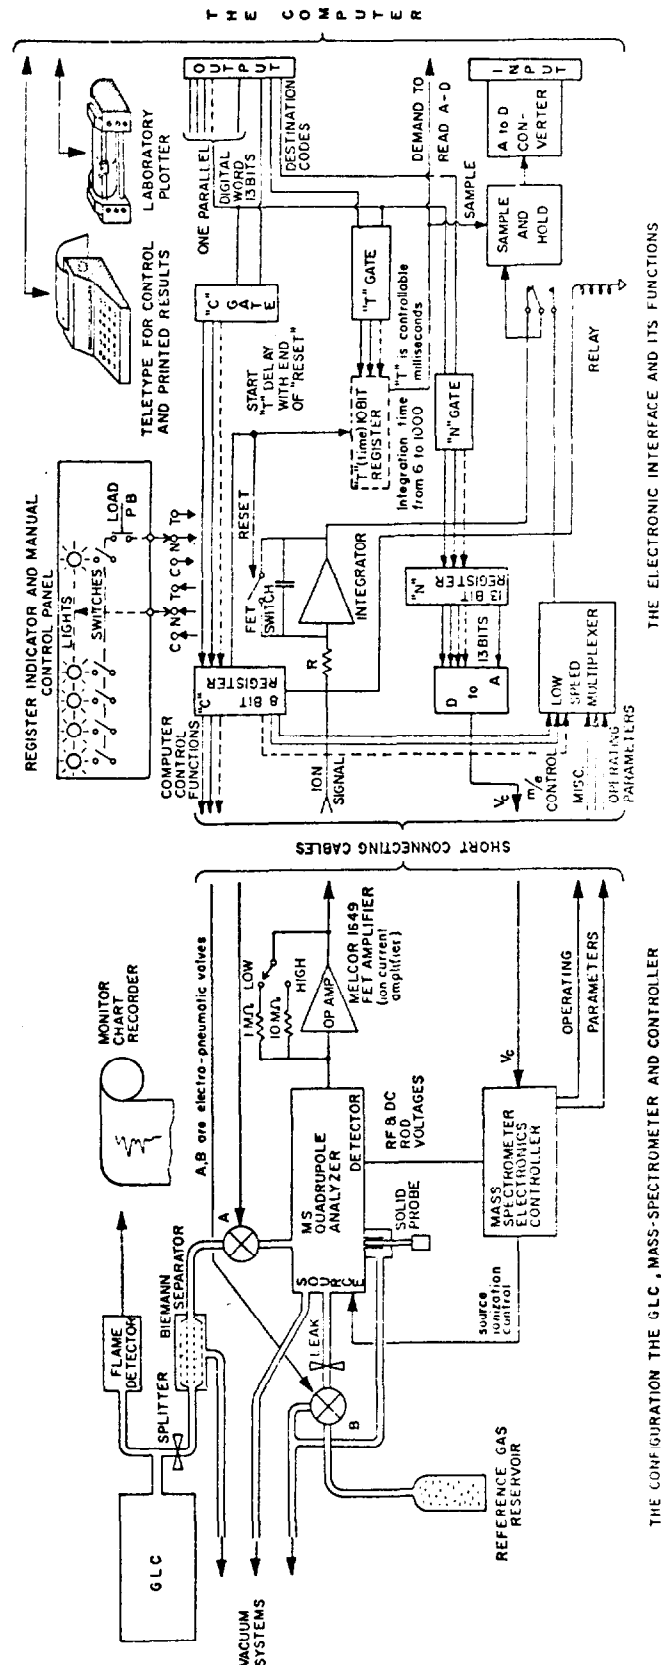 THE COMPUTER
TELETYPE FOR CONTROL
AND PRINTED RESULTS
LABORATORY
PLOTTER
OUTPUT
ONE PARALLEL
DIGITAL
WORD
13 BITS
DESTINATION
CODES
DEMAND TO
READ A-D
INPUT
A to D
CON-
VERTER
SAMPLE
SAMPLE
AND
HOLD
"C"
GATE
"T" GATE
START
"T" DELAY
WITH END
OF "RESET"
"T" (time) 10 BIT
REGISTER
Integration time "T" is controllable
from 6 to 1000 milliseconds
"N" GATE
RELAY
REGISTER INDICATOR AND MANUAL
CONTROL PANEL
LIGHTS
SWITCHES
LOAD
PB
C N T
C N T
RESET
FET
SWITCH
INTEGRATOR
R
"N"
13 BIT
REGISTER
13 BITS
D
to
A
"C"
8 BIT
REGISTER
COMPUTER
CONTROL
FUNCTIONS
ION
SIGNAL
Vc
m/e
CONTROL
LOW
SPEED
MULTIPLEXER
MISC.
OPERATING
PARAMETERS
THE ELECTRONIC INTERFACE AND ITS FUNCTIONS
SHORT CONNECTING CABLES
MONITOR
CHART
RECORDER
A,B are electro-pneumatic valves
1 MΩ
LOW
10 MΩ
HIGH
OP AMP
MELCOR 1649
FET AMPLIFIER
(ion current
amplifier)
GLC
FLAME
DETECTOR
SPLITTER
BIEMANN
SEPARATOR
A
MS
QUADRUPOLE
ANALYZER
SOURCE
DETECTOR
RF & DC
ROD
VOLTAGES
SOLID
PROBE
LEAK
B
VACUUM
SYSTEMS
REFERENCE GAS
RESERVOIR
source
ionization
control
MASS
SPECTROMETER
ELECTRONICS
CONTROLLER
Vc
OPERATING
PARAMETERS
THE CONFIGURATION THE GLC, MASS-SPECTROMETER AND CONTROLLER